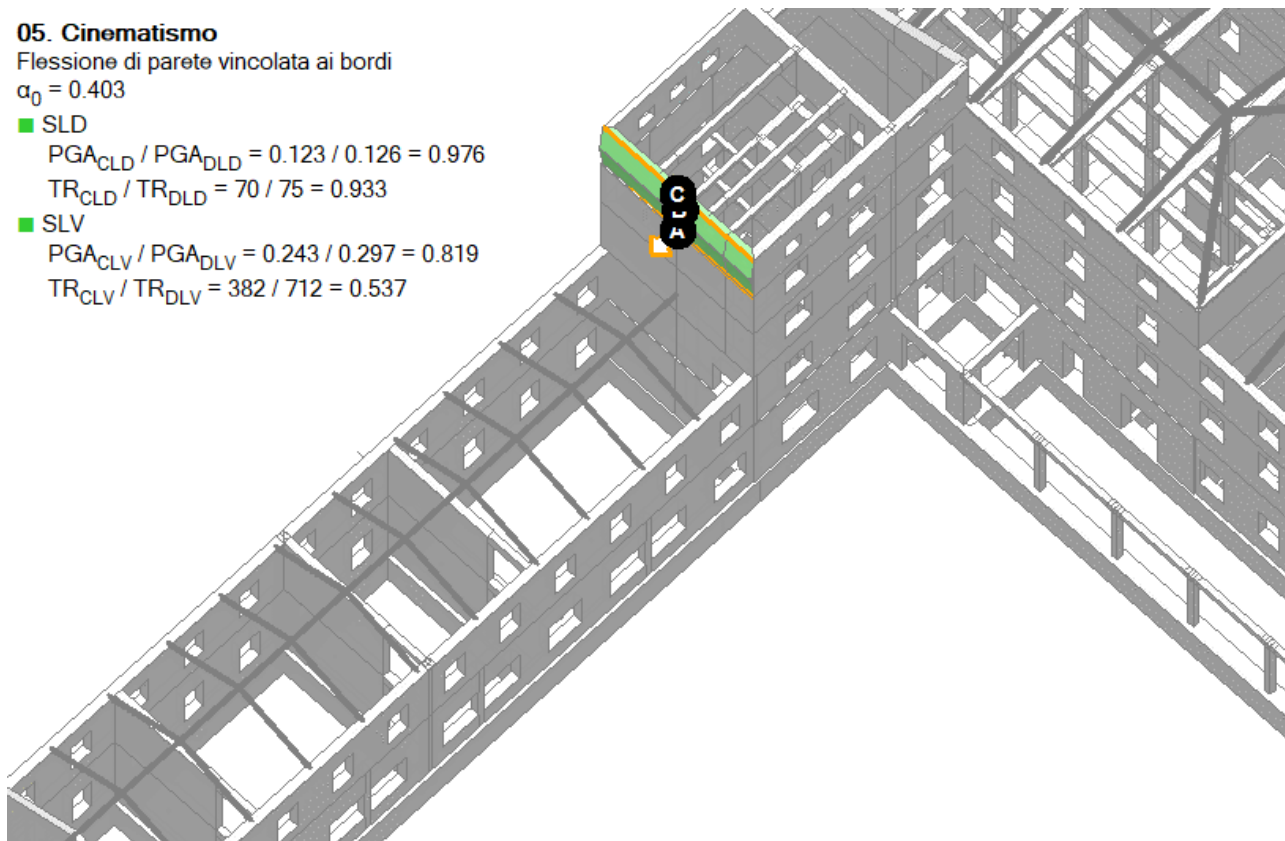 05. Cinematismo
Flessione di parete vincolata ai bordi
α0 = 0.403
SLD
PGACLD / PGADLD = 0.123 / 0.126 = 0.976
TRCLD / TRDLD = 70 / 75 = 0.933
SLV
PGACLV / PGADLV = 0.243 / 0.297 = 0.819
TRCLV / TRDLV = 382 / 712 = 0.537
C
A